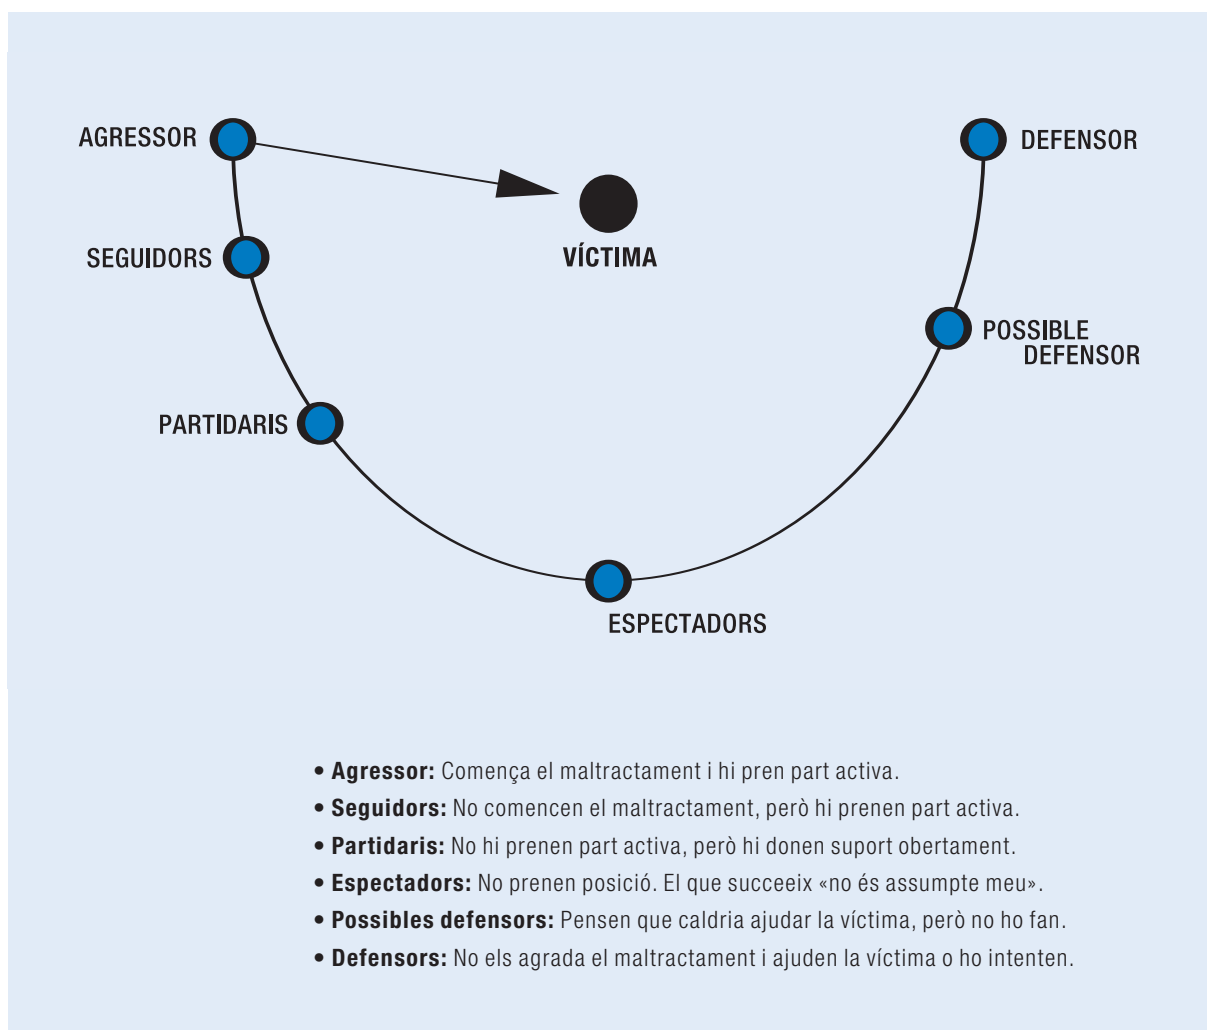 AGRESSOR
DEFENSOR
SEGUIDORS
VÍCTIMA
POSSIBLE
DEFENSOR
PARTIDARIS
ESPECTADORS
• Agressor: Comença el maltractament i hi pren part activa.
• Seguidors: No comencen el maltractament, però hi prenen part activa.
• Partidaris: No hi prenen part activa, però hi donen suport obertament.
• Espectadors: No prenen posició. El que succeeix «no és assumpte meu».
• Possibles defensors: Pensen que caldria ajudar la víctima, però no ho fan.
• Defensors: No els agrada el maltractament i ajuden la víctima o ho intenten.